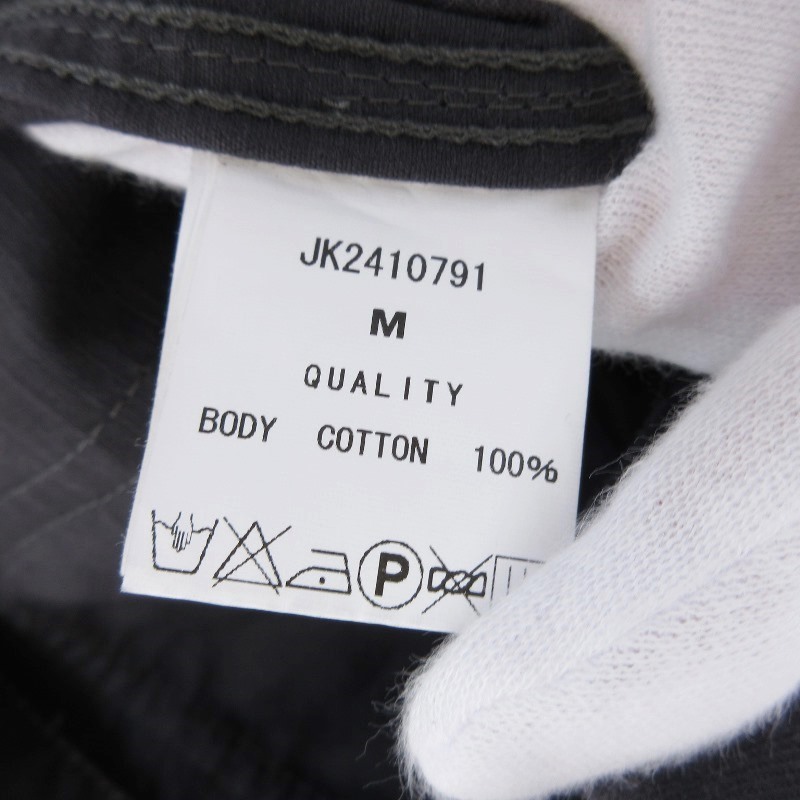 JK2410791
M
QUALITY
BODY COTTON 100%
P